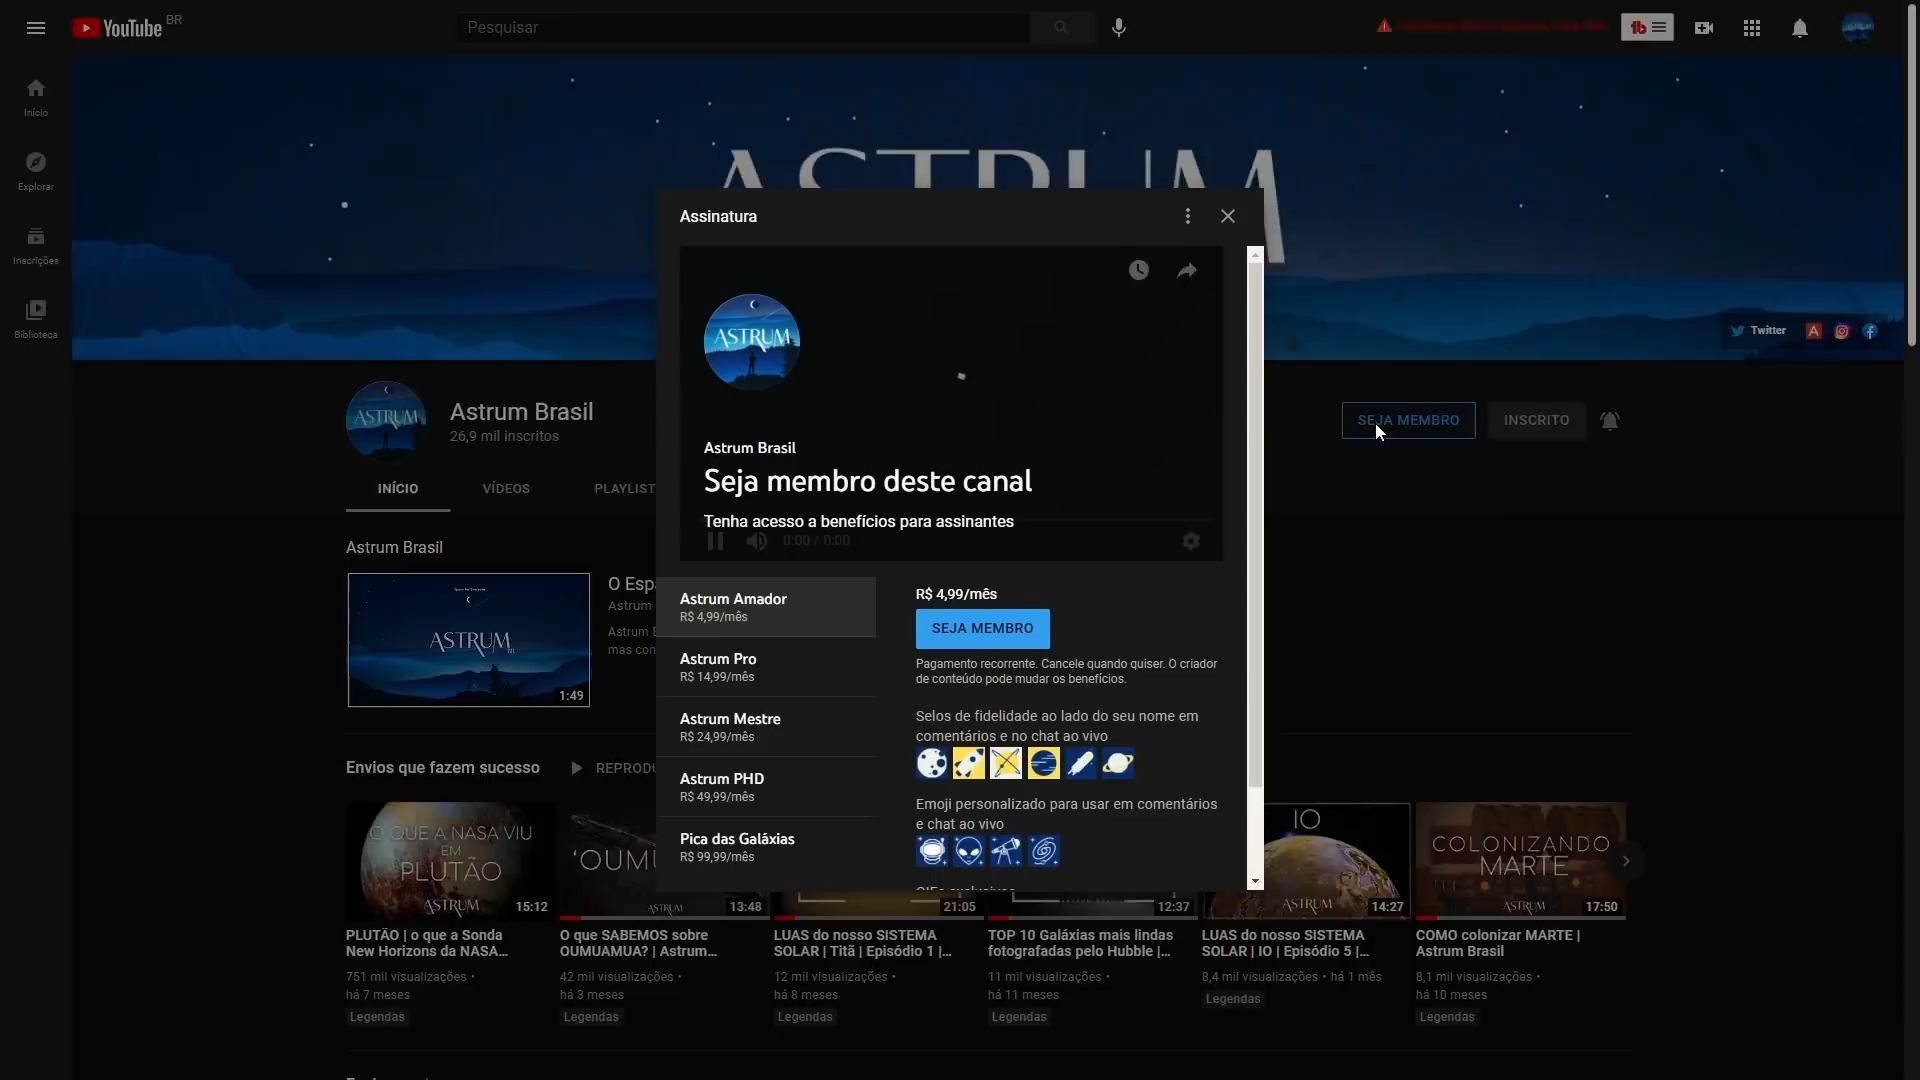 YouTube BR
Pesquisar
Início
Explorar
Inscrições
Biblioteca
ASTRUM
Twitter
Assinatura
ASTRUM
Astrum Brasil
Seja membro deste canal
Tenha acesso a benefícios para assinantes
0:00 / 0:00
ASTRUM
Astrum Brasil
26,9 mil inscritos
SEJA MEMBRO
INSCRITO
INÍCIO
VÍDEOS
PLAYLIST
Astrum Brasil
ASTRUM
1:49
O Esp
Astrum
Astrum B
mas con
Astrum Amador
R$ 4,99/mês
Astrum Pro
R$ 14,99/mês
Astrum Mestre
R$ 24,99/mês
Astrum PHD
R$ 49,99/mês
Pica das Galáxias
R$ 99,99/mês
R$ 4,99/mês
SEJA MEMBRO
Pagamento recorrente. Cancele quando quiser. O criador
de conteúdo pode mudar os benefícios.
Selos de fidelidade ao lado do seu nome em
comentários e no chat ao vivo
Emoji personalizado para usar em comentários
e chat ao vivo
Envios que fazem sucesso
REPRODU
O QUE A NASA VIU
EM
PLUTÃO
ASTRUM
15:12
PLUTÃO | o que a Sonda
New Horizons da NASA...
751 mil visualizações •
há 7 meses
Legendas
'OUMU
ASTRUM
13:48
O que SABEMOS sobre
OUMUAMUA? | Astrum...
42 mil visualizações •
há 3 meses
Legendas
21:05
LUAS do nosso SISTEMA
SOLAR | Titã | Episódio 1 |...
12 mil visualizações •
há 8 meses
Legendas
12:37
TOP 10 Galáxias mais lindas
fotografadas pelo Hubble |...
11 mil visualizações •
há 11 meses
Legendas
IO
ASTRUM
14:27
LUAS do nosso SISTEMA
SOLAR | IO | Episódio 5 |...
8,4 mil visualizações • há 1 mês
Legendas
COLONIZANDO
MARTE
ASTRUM
17:50
COMO colonizar MARTE |
Astrum Brasil
8,1 mil visualizações •
há 10 meses
Legendas